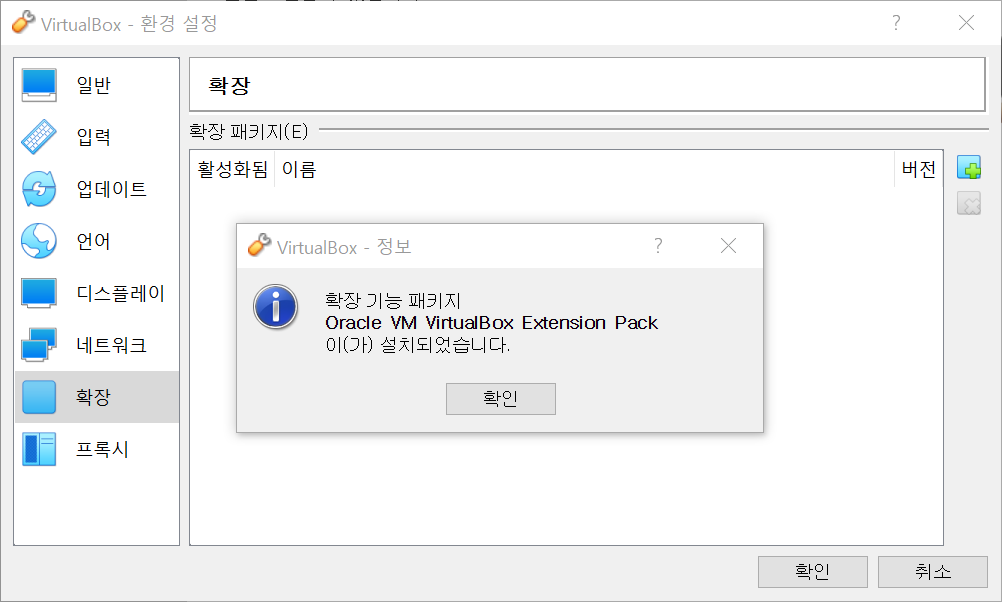 VirtualBox - 환경 설정
일반
입력
업데이트
언어
디스플레이
네트워크
확장
프록시
확장
확장 패키지(E)
활성화됨 이름 버전
VirtualBox - 정보
확장 기능 패키지
Oracle VM VirtualBox Extension Pack
이(가) 설치되었습니다.
확인
확인 취소